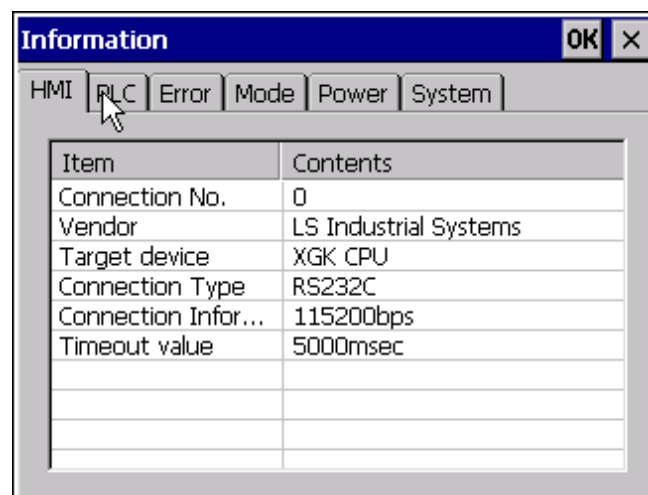 Information OK ×
HMI PLC Error Mode Power System
Item Contents
Connection No. 0
Vendor LS Industrial Systems
Target device XGK CPU
Connection Type RS232C
Connection Infor... 115200bps
Timeout value 5000msec